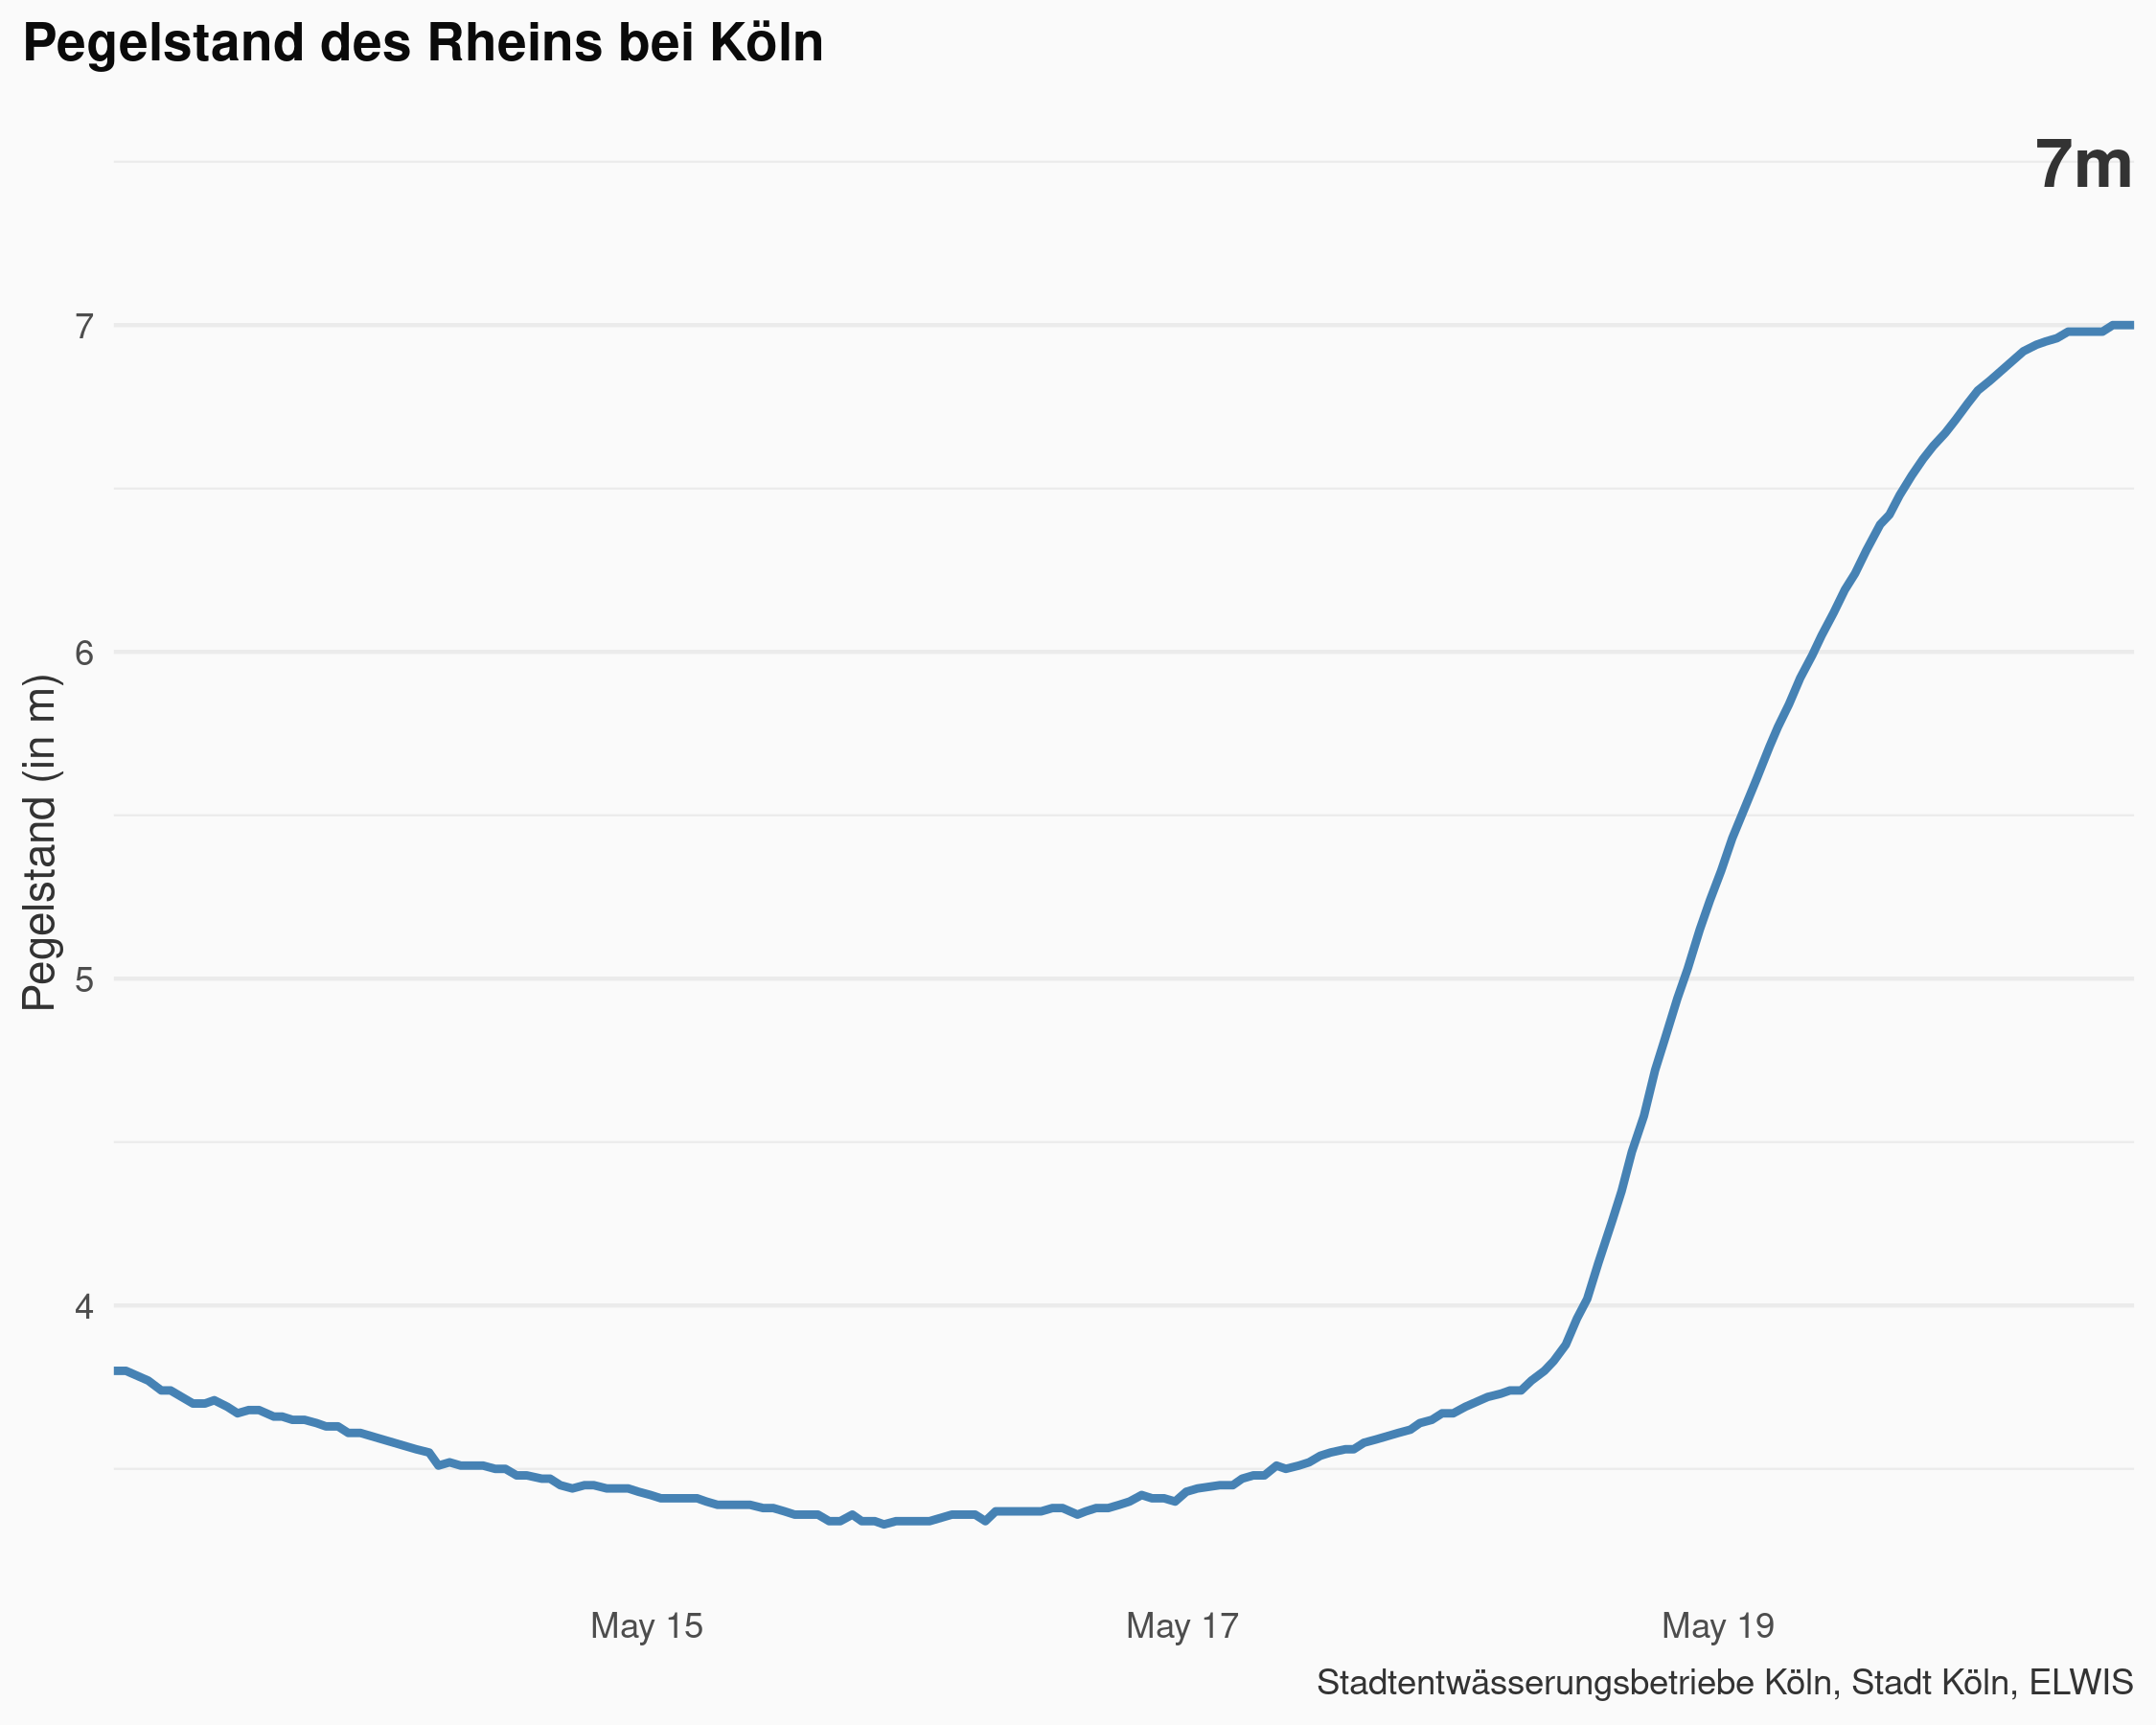 Pegelstand des Rheins bei Köln
7m
Pegelstand (in m)
7
6
5
4
May 15
May 17
May 19
Stadtentwässerungsbetriebe Köln, Stadt Köln, ELWIS